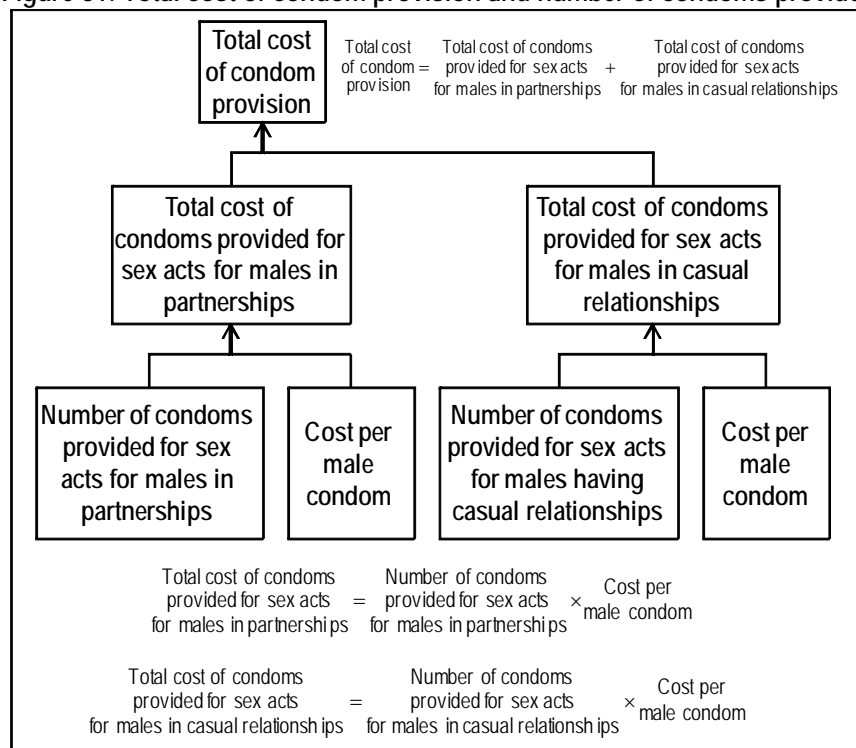 Total cost
of condom
provision
Total cost
of condom
provision
=
Total cost of condoms
provided for sex acts
for males in partnerships
+
Total cost of condoms
provided for sex acts
for males in casual relationships
Total cost of
condoms provided for
sex acts for males in
partnerships
Total cost of condoms
provided for sex acts
for males in casual
relationships
Number of condoms
provided for sex
acts for males in
partnerships
Cost per
male
condom
Number of condoms
provided for sex acts
for males having
casual relationships
Cost per
male
condom
Total cost of condoms
provided for sex acts
for males in partnerships
=
Number of condoms
provided for sex acts
for males in partnerships
×
Cost per
male condom
Total cost of condoms
provided for sex acts
for males in casual relationships
=
Number of condoms
provided for sex acts
for males in casual relationships
×
Cost per
male condom